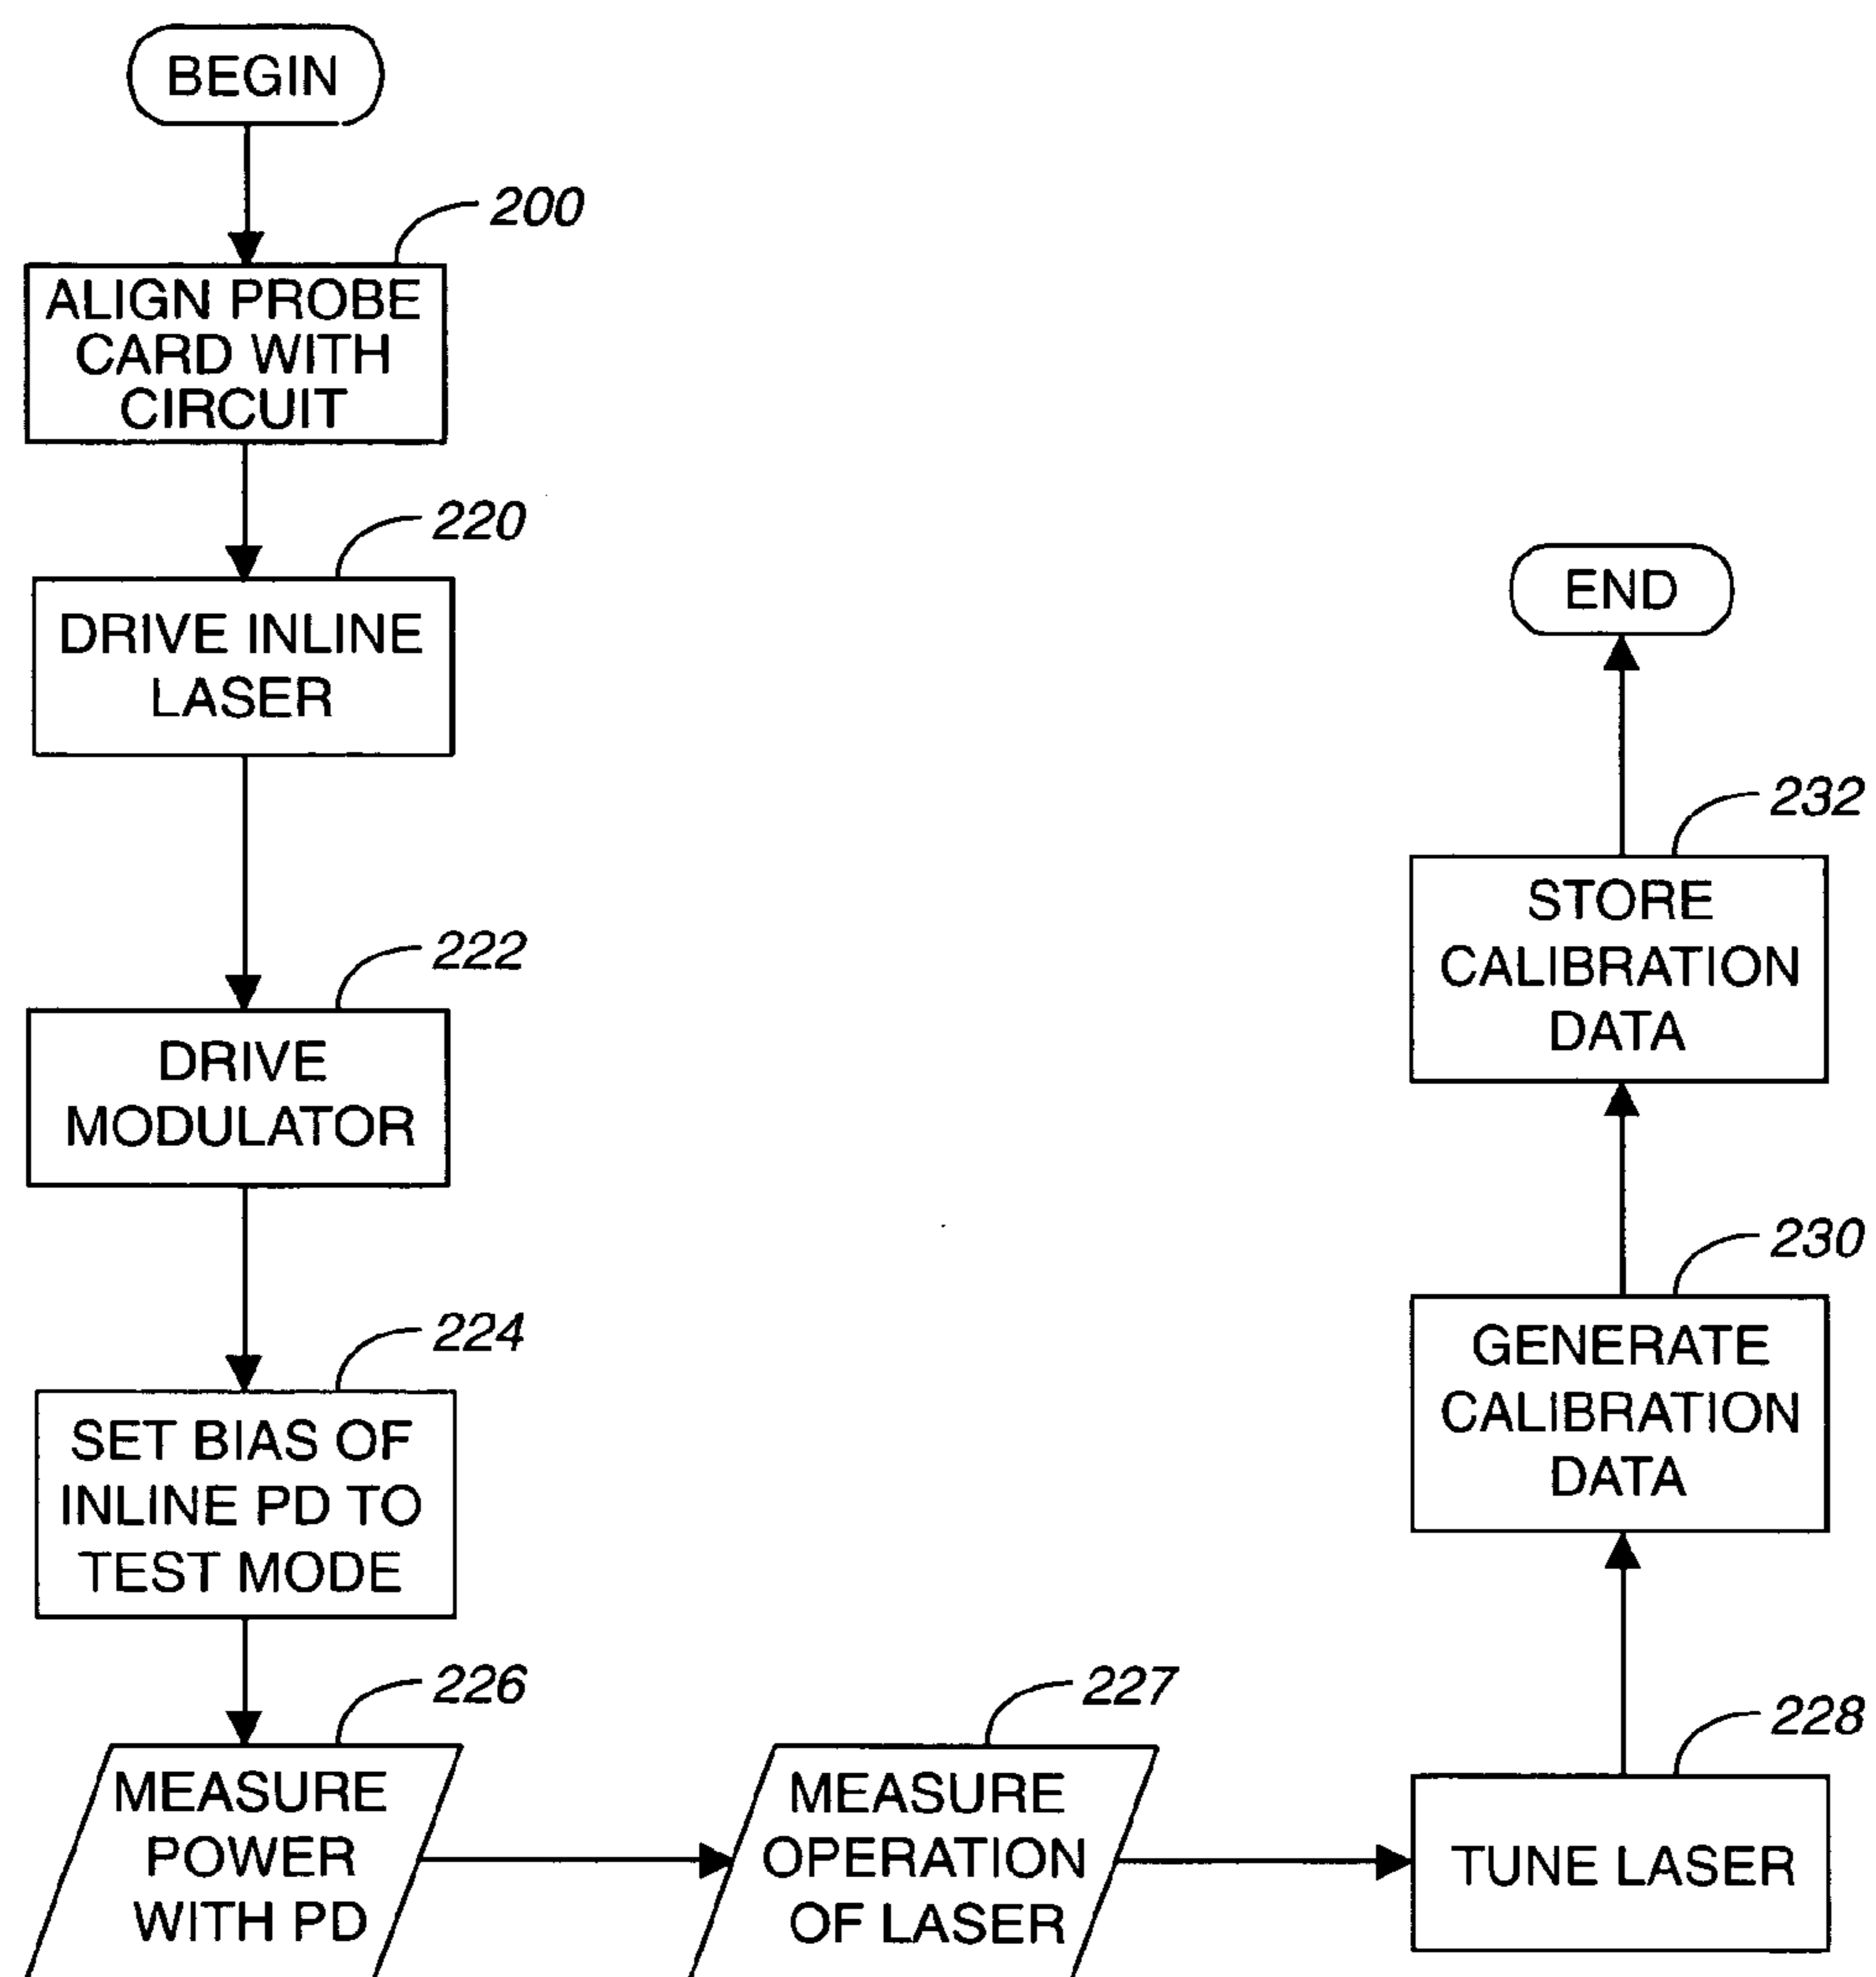 BEGIN
200
ALIGN PROBE
CARD WITH
CIRCUIT
220
DRIVE INLINE
LASER
222
DRIVE
MODULATOR
224
SET BIAS OF
INLINE PD TO
TEST MODE
226
MEASURE
POWER
WITH PD
227
MEASURE
OPERATION
OF LASER
228
TUNE LASER
230
GENERATE
CALIBRATION
DATA
232
STORE
CALIBRATION
DATA
END